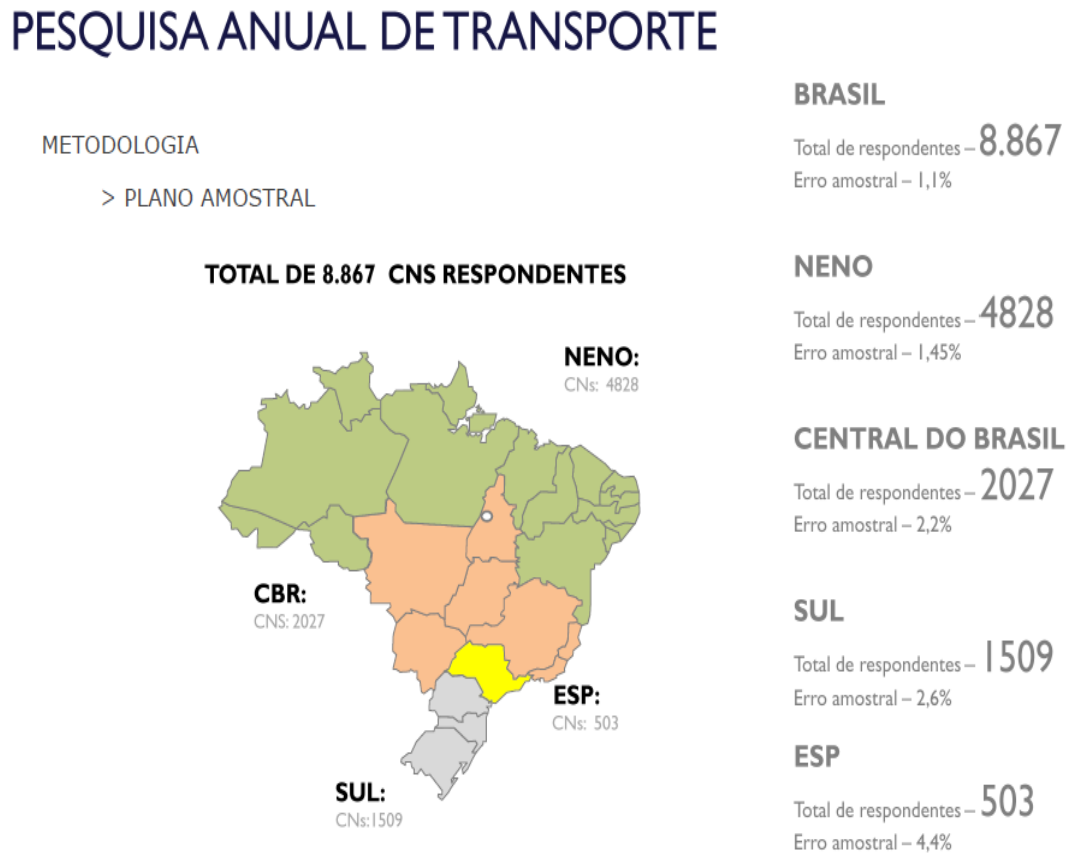 PESQUISA ANUAL DE TRANSPORTE
METODOLOGIA
> PLANO AMOSTRAL
TOTAL DE 8.867 CNS RESPONDENTES
NENO:
CNs: 4828
CBR:
CNS: 2027
ESP:
CNs: 503
SUL:
CNs:1509
BRASIL
Total de respondentes – 8.867
Erro amostral – 1,1%
NENO
Total de respondentes – 4828
Erro amostral – 1,45%
CENTRAL DO BRASIL
Total de respondentes – 2027
Erro amostral – 2,2%
SUL
Total de respondentes – 1509
Erro amostral – 2,6%
ESP
Total de respondentes – 503
Erro amostral – 4,4%